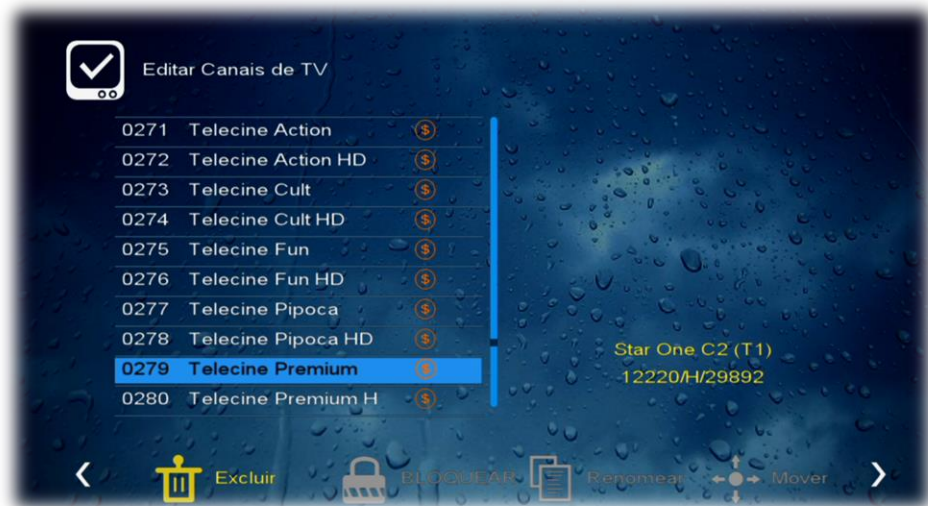 Editar Canais de TV
0271 Telecine Action $
0272 Telecine Action HD $
0273 Telecine Cult $
0274 Telecine Cult HD $
0275 Telecine Fun $
0276 Telecine Fun HD $
0277 Telecine Pipoca $
0278 Telecine Pipoca HD $
0279 Telecine Premium $
0280 Telecine Premium H $
Star One C2 (T1)
12220/H/29892
Excluir BLOQUEAR Renomear Mover